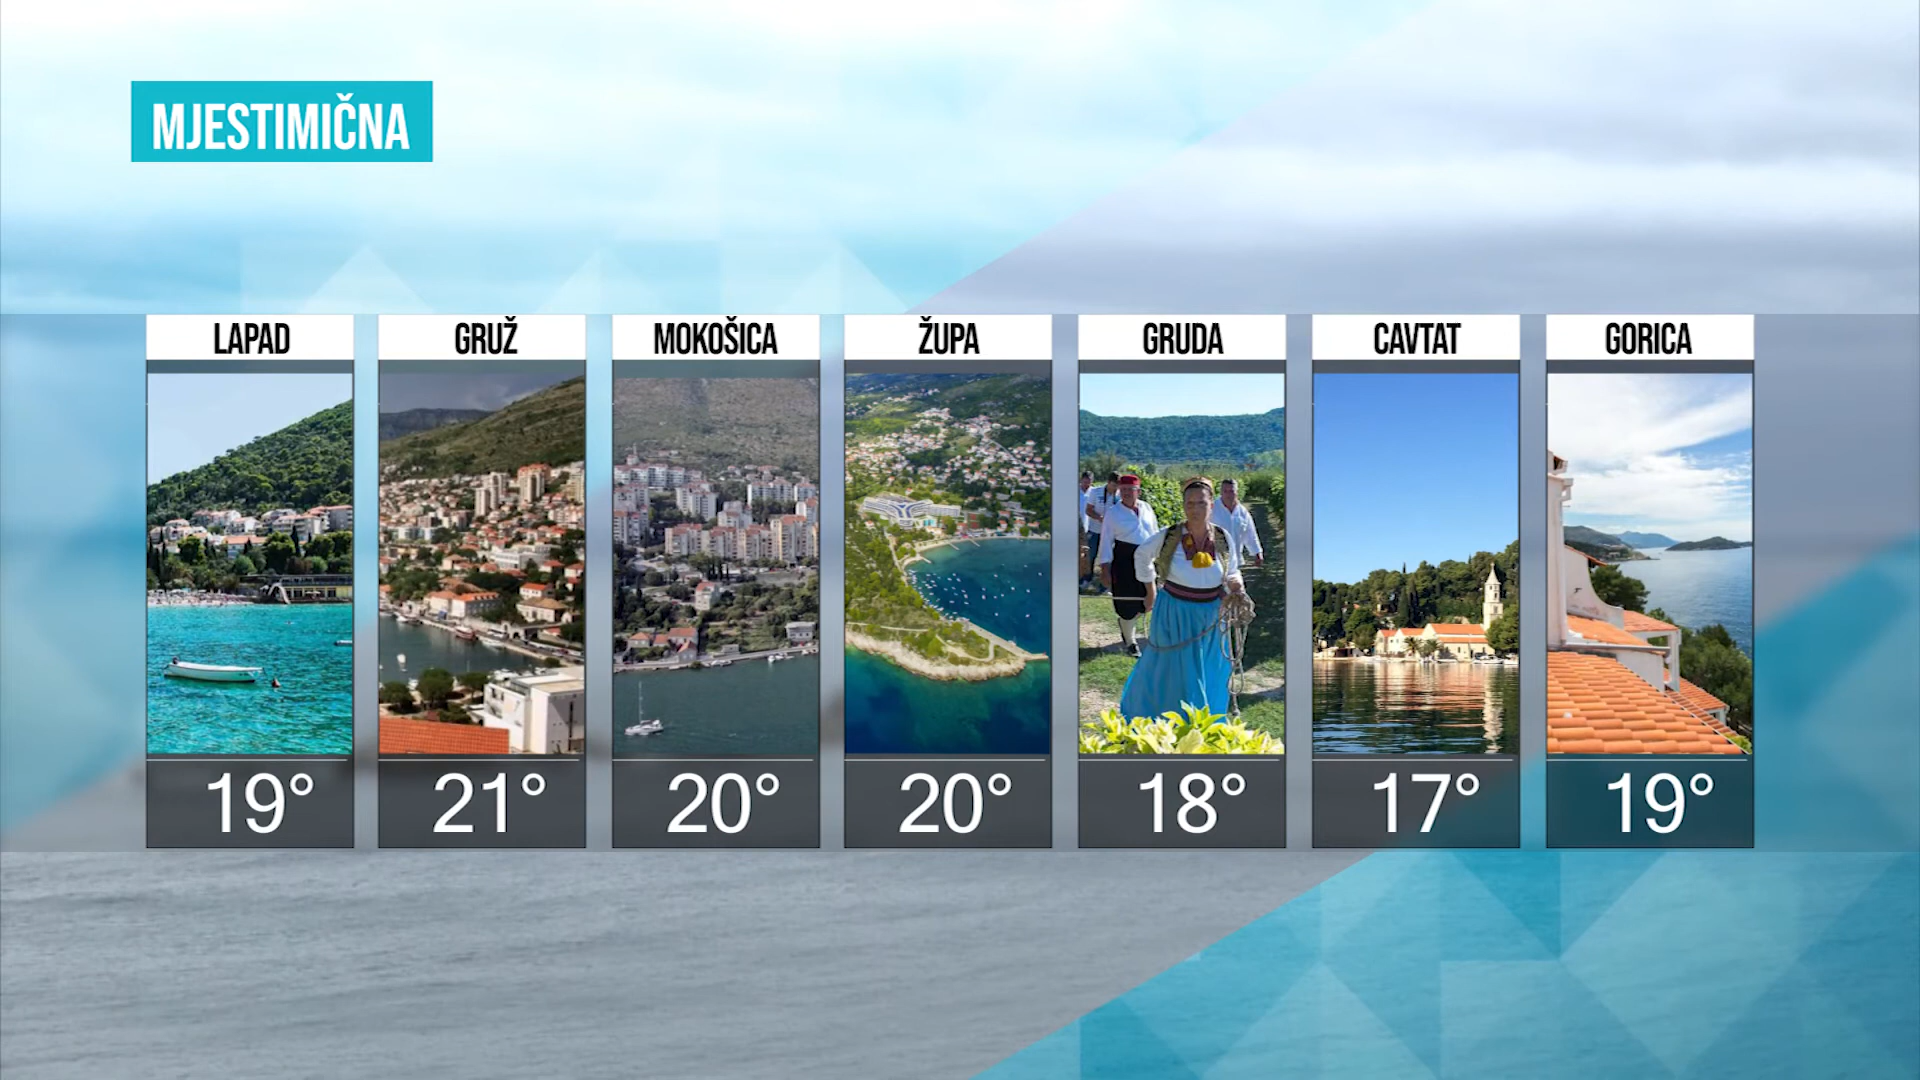 MJESTIMIČNA
LAPAD GRUŽ MOKOŠICA ŽUPA GRUDA CAVTAT GORICA
19° 21° 20° 20° 18° 17° 19°